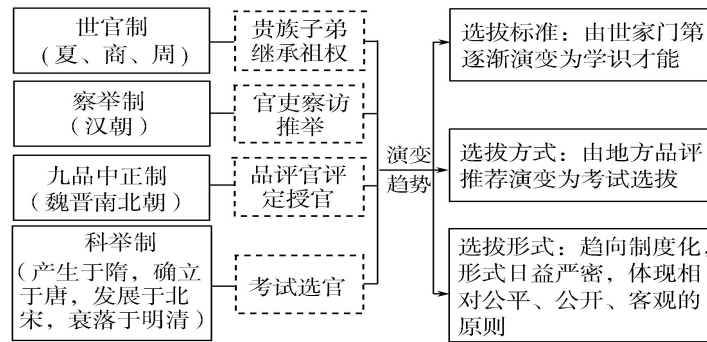 世官制
（夏、商、周）
贵族子弟
继承祖权
察举制
（汉朝）
官吏察访
推举
九品中正制
（魏晋南北朝）
品评官评
定授官
科举制
（产生于隋，确立
于唐，发展于北
宋，衰落于明清）
考试选官
演变
趋势
选拔标准：由世家门第
逐渐演变为学识才能
选拔方式：由地方品评
推荐演变为考试选拔
选拔形式：趋向制度化，
形式日益严密，体现相
对公平、公开、客观的
原则